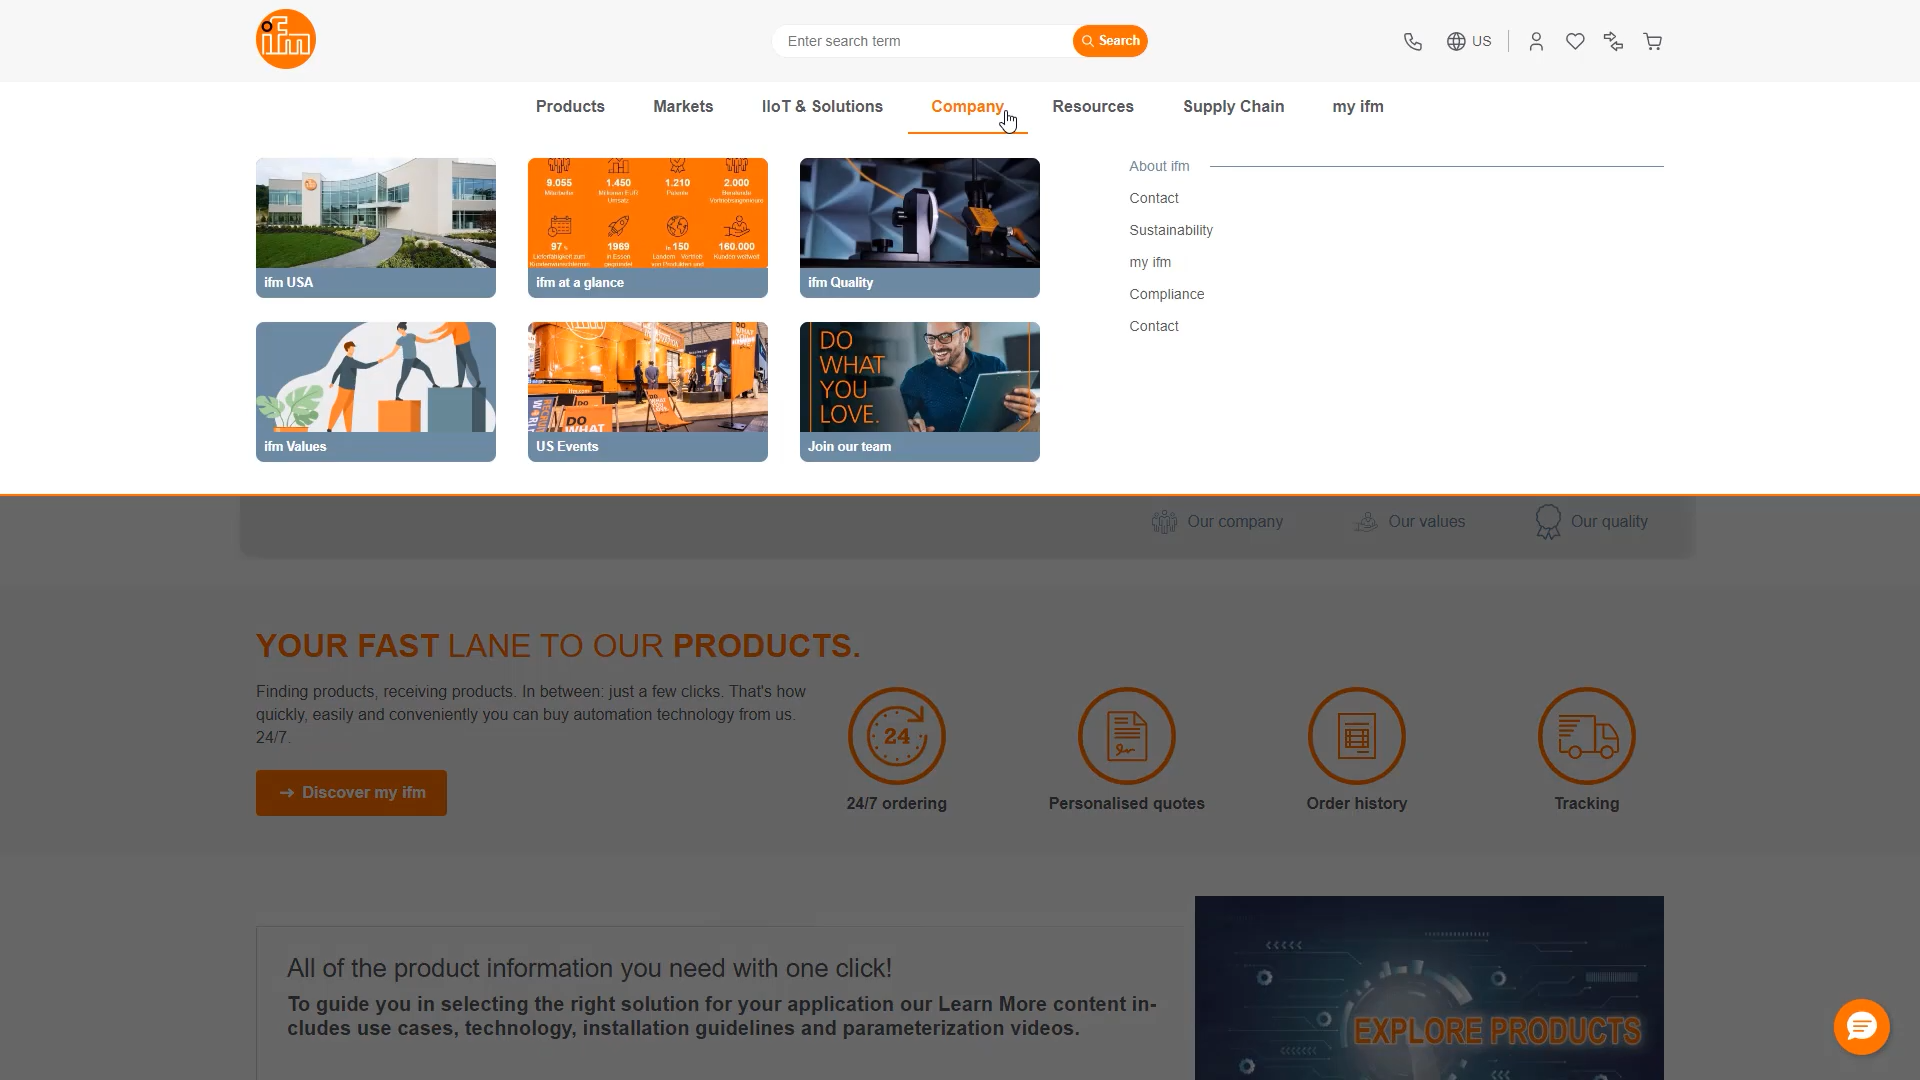 ifm
Enter search term
Search
US
Products
Markets
IIoT & Solutions
Company
Resources
Supply Chain
my ifm
9.055
1.450
1.210
2.000
Mitarbeiter
Millionen EUR
Umsatz
Patente
Beratende
Vertriebsingenieure
97 %
1969
in 150
160.000
Lieferfähigkeit zum
in Essen
gegründet
Ländern Vertrieb
von Produkten und
Kunden weltweit
ifm USA
ifm at a glance
ifm Quality
DO
WHAT
YOU
LOVE.
DO
WHAT
ifm Values
US Events
Join our team
About ifm
Contact
Sustainability
my ifm
Compliance
Contact
Our company
Our values
Our quality
YOUR FAST LANE TO OUR PRODUCTS.
Finding products, receiving products. In between: just a few clicks. That's how
quickly, easily and conveniently you can buy automation technology from us.
24/7.
Discover my ifm
24
24/7 ordering
Personalised quotes
Order history
Tracking
All of the product information you need with one click!
To guide you in selecting the right solution for your application our Learn More content in-
cludes use cases, technology, installation guidelines and parameterization videos.
EXPLORE PRODUCTS